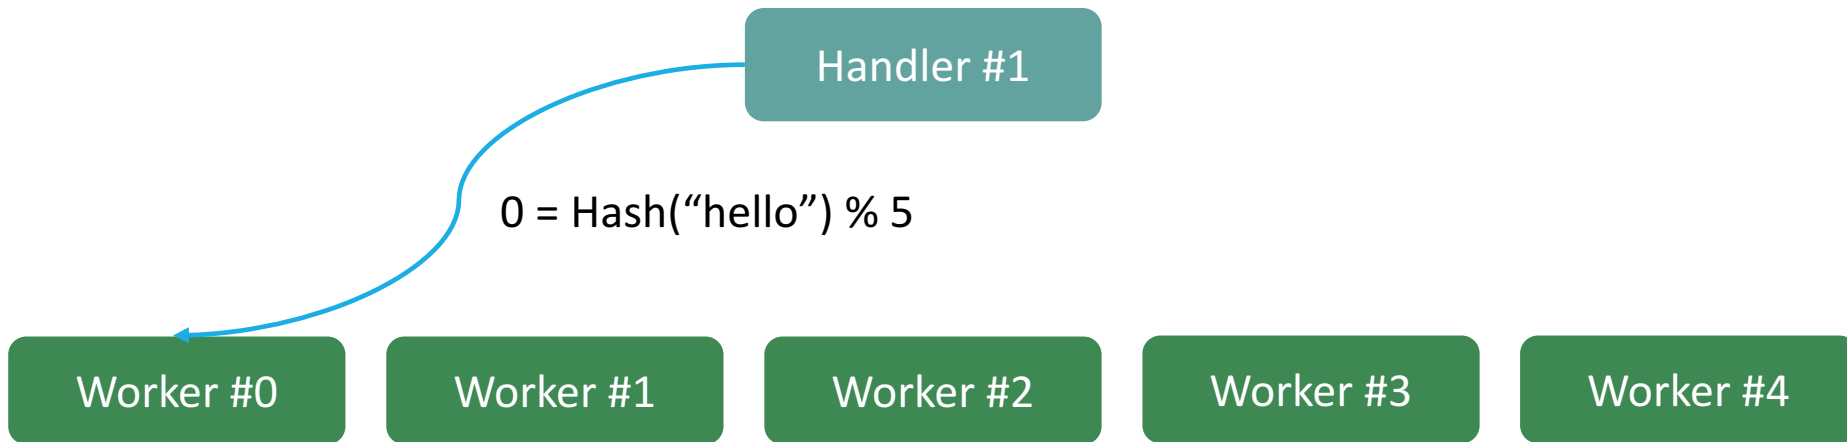 Handler #1
0 = Hash(“hello”) % 5
Worker #0
Worker #1
Worker #2
Worker #3
Worker #4